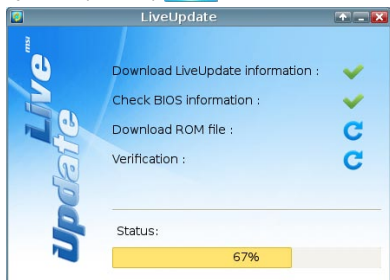 LiveUpdate
msi
Live
Update
Download LiveUpdate information :
Check BIOS information :
Download ROM file :
Verification :
Status:
67%